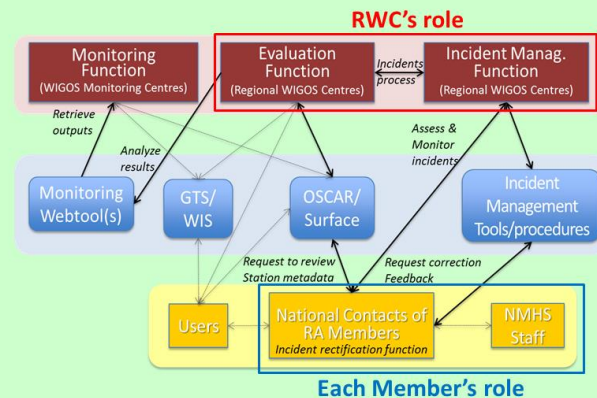 RWC's role
Monitoring
Function
(WIGOS Monitoring Centres)
Evaluation
Function
(Regional WIGOS Centres)
Incidents
process
Incident Manag.
Function
(Regional WIGOS Centres)
Retrieve
outputs
Analyze
results
Assess &
Monitor
incidents
Monitoring
Webtool(s)
GTS/
WIS
OSCAR/
Surface
Incident
Management
Tools/procedures
Request to review
Station metadata
Request correction
Feedback
Users
National Contacts of
RA Members
Incident rectification function
NMHS
Staff
Each Member's role